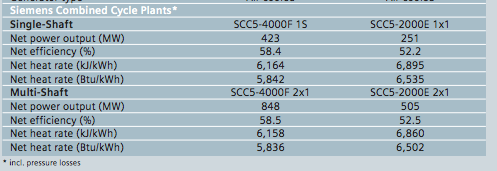 Siemens Combined Cycle Plants*
Single-Shaft SCC5-4000F 1S SCC5-2000E 1x1
Net power output (MW) 423 251
Net efficiency (%) 58.4 52.2
Net heat rate (kJ/kWh) 6,164 6,895
Net heat rate (Btu/kWh) 5,842 6,535
Multi-Shaft SCC5-4000F 2x1 SCC5-2000E 2x1
Net power output (MW) 848 505
Net efficiency (%) 58.5 52.5
Net heat rate (kJ/kWh) 6,158 6,860
Net heat rate (Btu/kWh) 5,836 6,502
* incl. pressure losses